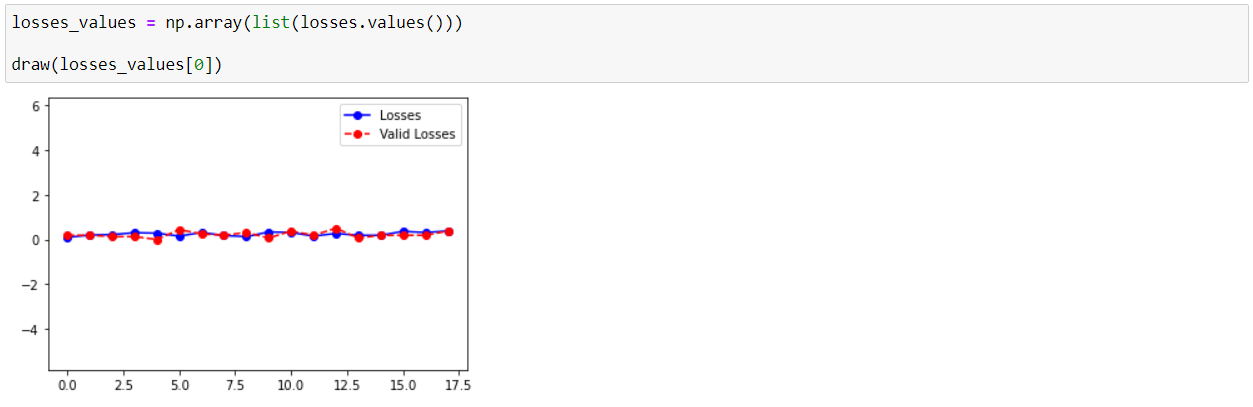 losses_values = np.array(list(losses.values()))
draw(losses_values[0])
6
Losses
Valid Losses
4
2
0
−2
−4
0.0 2.5 5.0 7.5 10.0 12.5 15.0 17.5